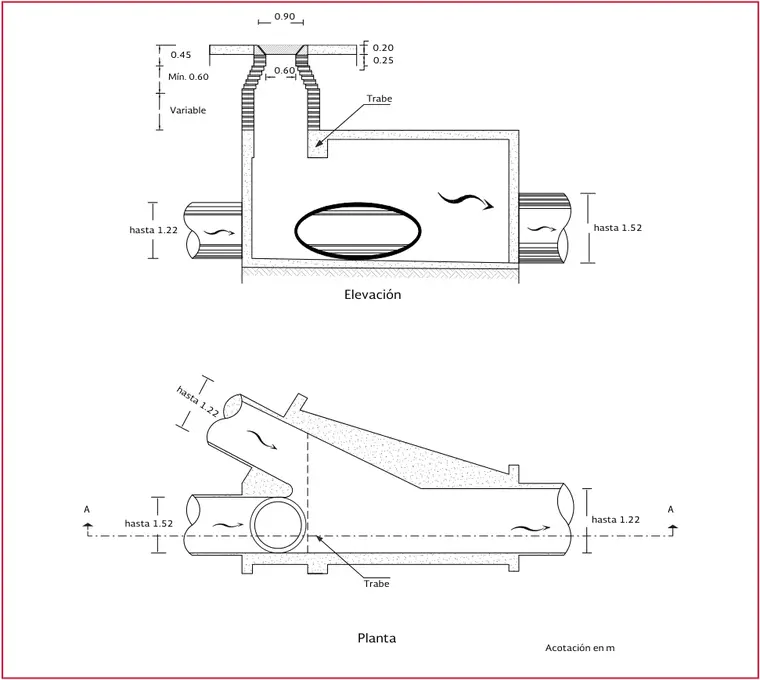 0.90
0.45
0.20
0.25
Mín. 0.60
0.60
Trabe
Variable
hasta 1.22
hasta 1.52
Elevación
hasta 1.22
A
A
hasta 1.52
hasta 1.22
Trabe
Planta
Acotación en m